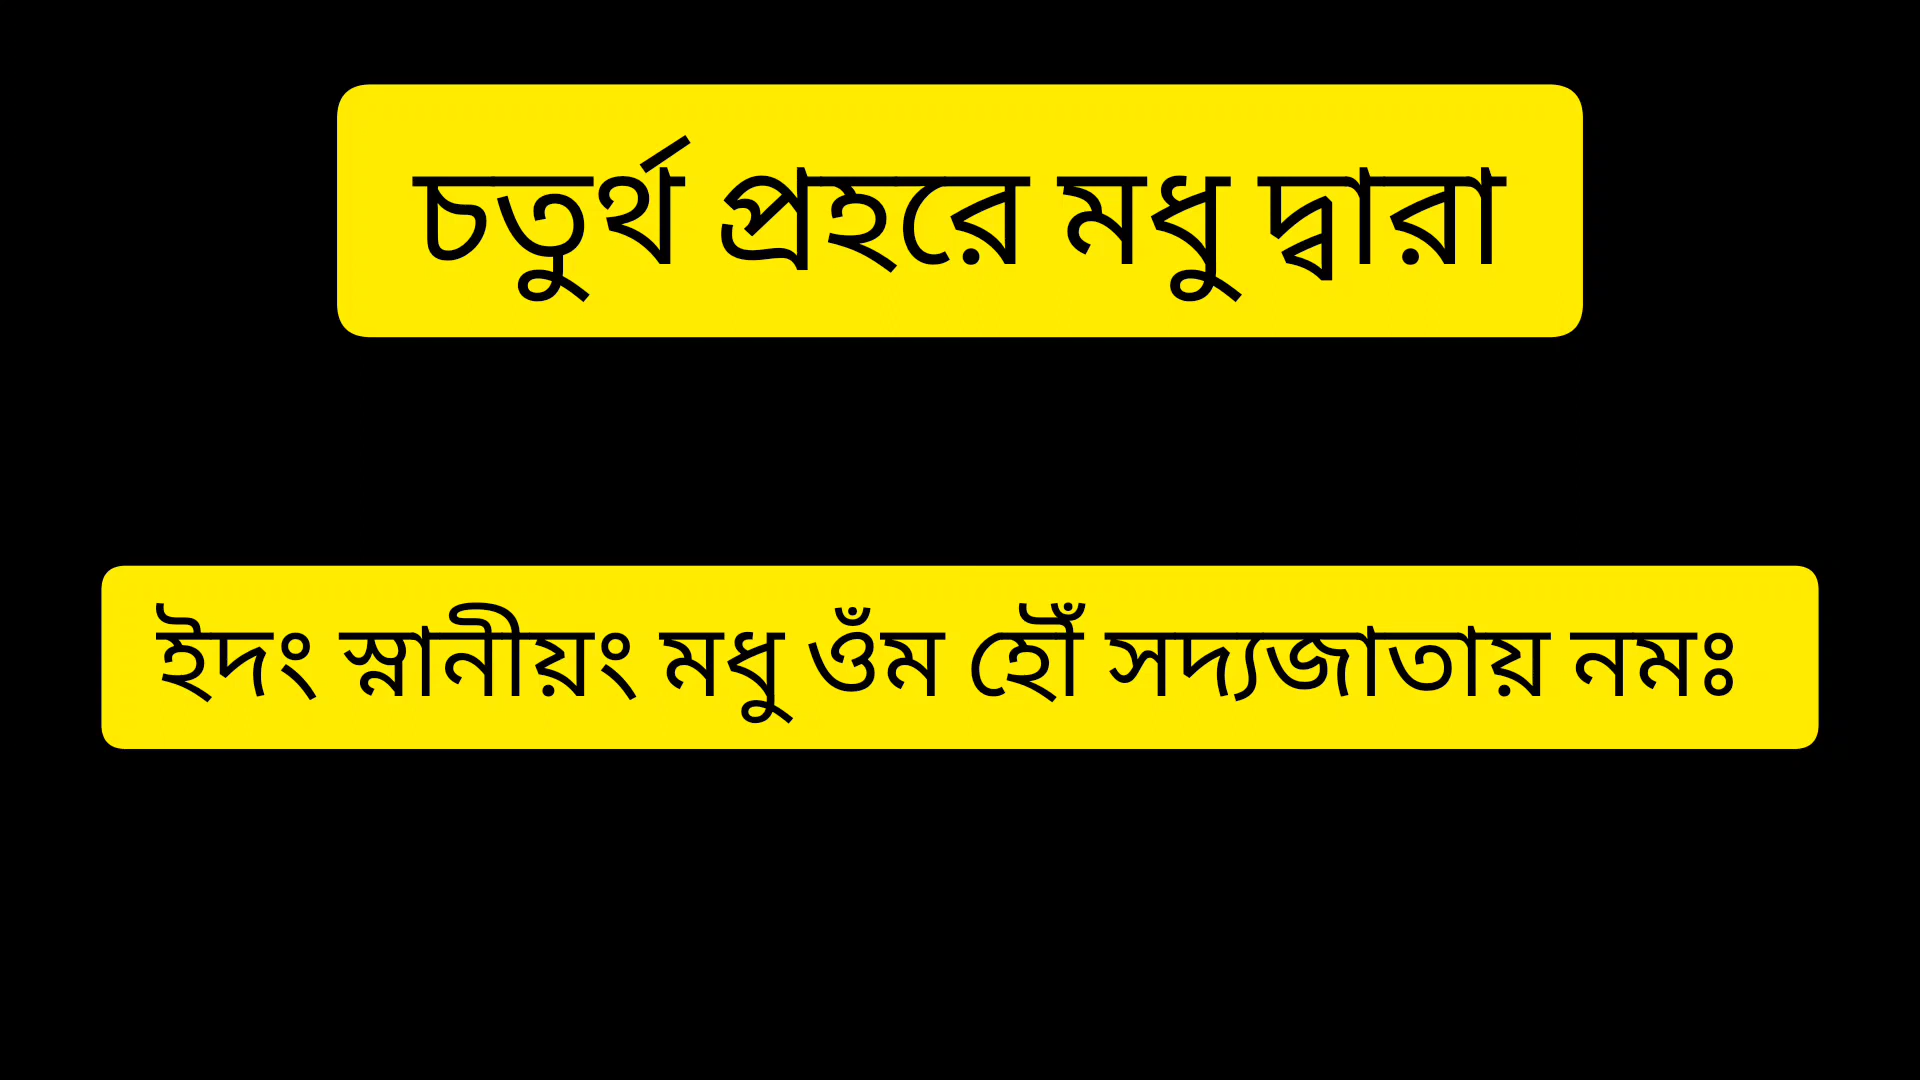 চতুর্থ প্রহরে মধু দ্বারা
ইদং স্নানীয়ং মধু ওঁম হৌঁ সদ্যজাতায় নমঃ